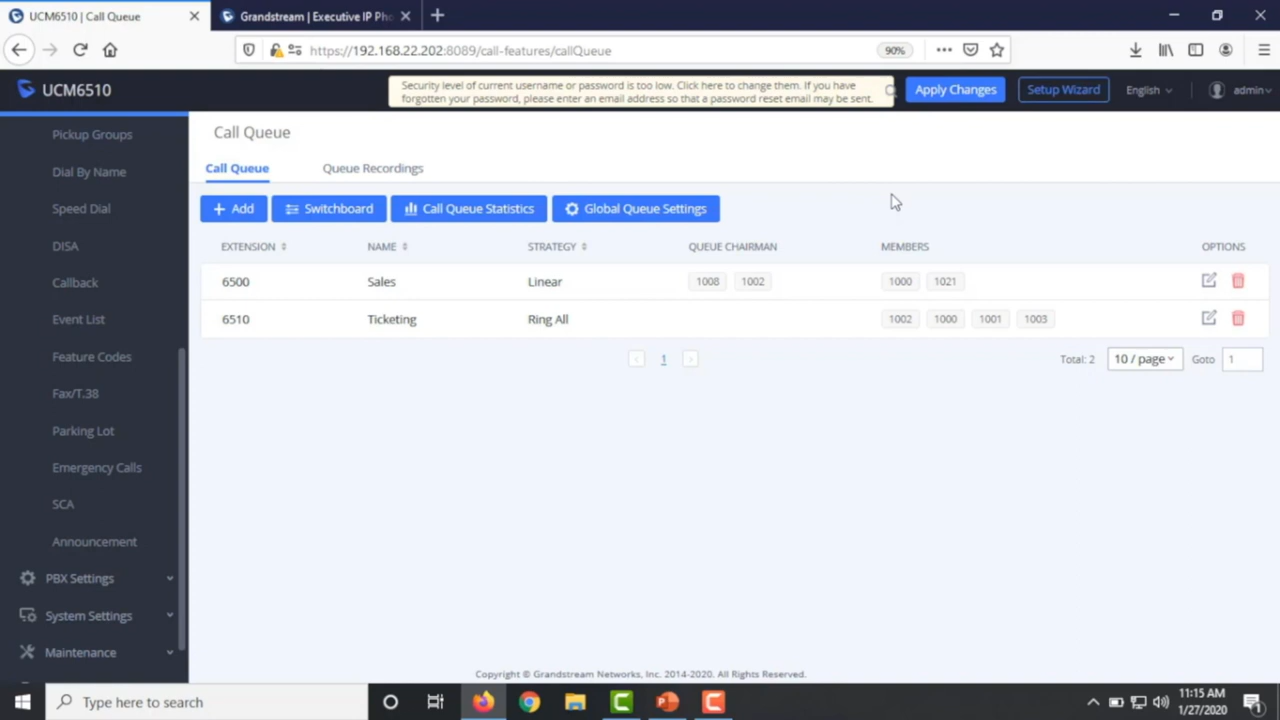 UCM6510 | Call Queue
Grandstream | Executive IP Pho
https://192.168.22.202:8089/call-features/callQueue
90%
UCM6510
Security level of current username or password is too low. Click here to change them. If you have
forgotten your password, please enter an email address so that a password reset email may be sent.
Apply Changes
Setup Wizard
English
admin
Pickup Groups
Dial By Name
Speed Dial
DISA
Callback
Event List
Feature Codes
Fax/T.38
Parking Lot
Emergency Calls
SCA
Announcement
PBX Settings
System Settings
Maintenance
Call Queue
Call Queue
Queue Recordings
+ Add
Switchboard
Call Queue Statistics
Global Queue Settings
EXTENSION NAME STRATEGY QUEUE CHAIRMAN MEMBERS OPTIONS
6500 Sales Linear 1008 1002 1000 1021
6510 Ticketing Ring All 1002 1000 1001 1003
< 1 >
Total: 2 10 / page Goto 1
Copyright © Grandstream Networks, Inc. 2014-2020. All Rights Reserved.
Type here to search
11:15 AM
1/27/2020
1